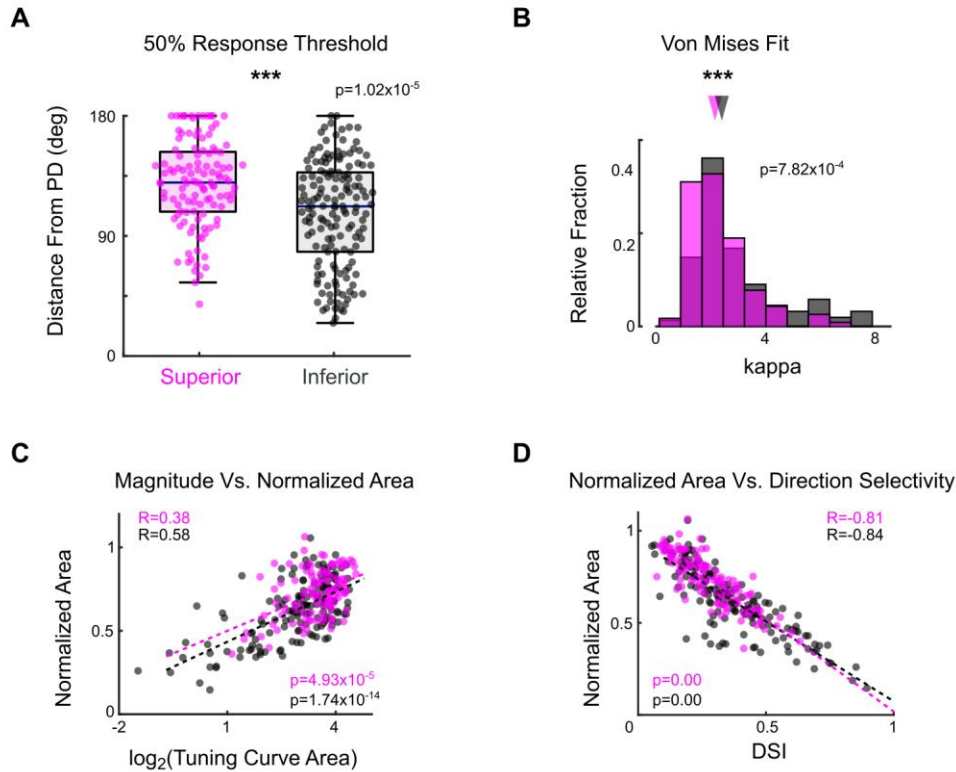 A
50% Response Threshold
***
p=1.02x10⁻⁵
Distance From PD (deg)
180
90
0
Superior
Inferior
B
Von Mises Fit
***
p=7.82x10⁻⁴
Relative Fraction
0.4
0.2
0
0
4
8
kappa
C
Magnitude Vs. Normalized Area
R=0.38
R=0.58
Normalized Area
1
0.5
0
p=4.93x10⁻⁵
p=1.74x10⁻¹⁴
-2
1
4
log₂(Tuning Curve Area)
D
Normalized Area Vs. Direction Selectivity
R=-0.81
R=-0.84
Normalized Area
1
0.5
p=0.00
p=0.00
0
0.5
1
DSI